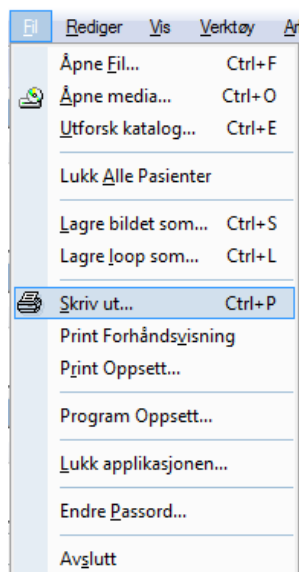 Fil Rediger Vis Verktøy
Åpne Fil... Ctrl+F
Åpne media... Ctrl+O
Utforsk katalog... Ctrl+E
Lukk Alle Pasienter
Lagre bildet som... Ctrl+S
Lagre loop som... Ctrl+L
Skriv ut... Ctrl+P
Print Forhåndsvisning
Print Oppsett...
Program Oppsett...
Lukk applikasjonen...
Endre Passord...
Avslutt